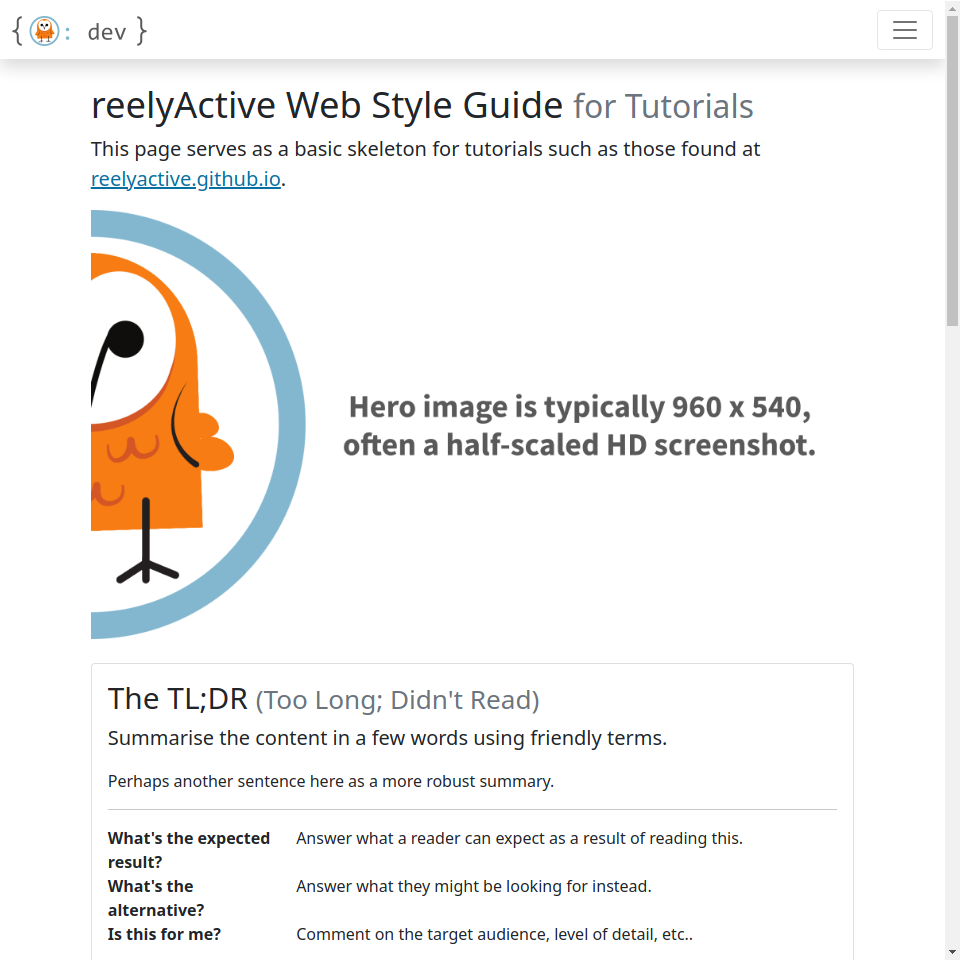 { : dev }
reelyActive Web Style Guide for Tutorials
This page serves as a basic skeleton for tutorials such as those found at
reelyactive.github.io.
Hero image is typically 960 x 540,
often a half-scaled HD screenshot.
The TL;DR (Too Long; Didn't Read)
Summarise the content in a few words using friendly terms.
Perhaps another sentence here as a more robust summary.
What's the expected result? Answer what a reader can expect as a result of reading this.
What's the alternative? Answer what they might be looking for instead.
Is this for me? Comment on the target audience, level of detail, etc..